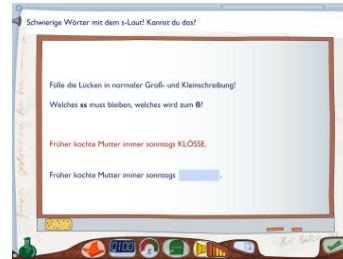 Schwierige Wörter mit dem s-Laut! Kannst du das?
Fülle die Lücken in normaler Groß- und Kleinschreibung!
Welches ss muss bleiben, welches wird zum ß?
Früher kochte Mutter immer sonntags KLÖSSE.
Früher kochte Mutter immer sonntags .